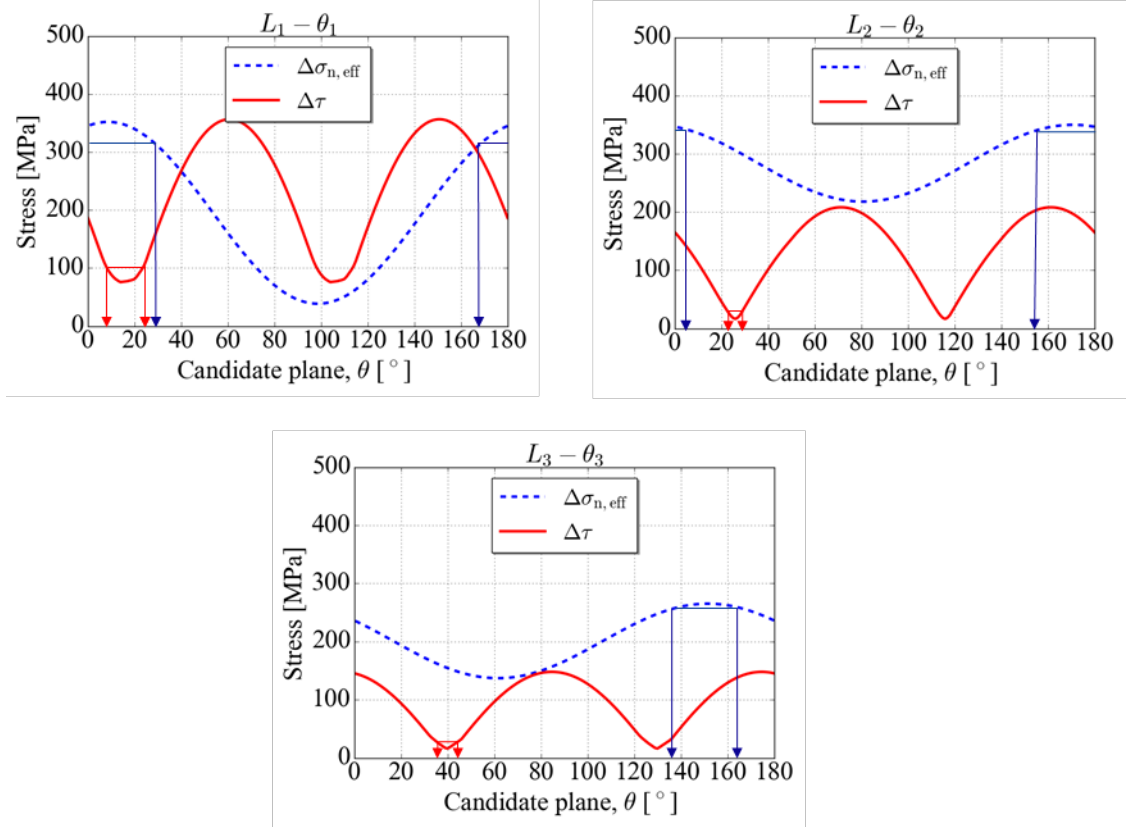 L₁ − θ₁
500
400
300
200
100
0
Stress [MPa]
Δσn, eff
Δτ
0 20 40 60 80 100 120 140 160 180
Candidate plane, θ [ ° ]
L₂ − θ₂
500
400
300
200
100
0
Stress [MPa]
Δσn, eff
Δτ
0 20 40 60 80 100 120 140 160 180
Candidate plane, θ [ ° ]
L₃ − θ₃
500
400
300
200
100
0
Stress [MPa]
Δσn, eff
Δτ
0 20 40 60 80 100 120 140 160 180
Candidate plane, θ [ ° ]